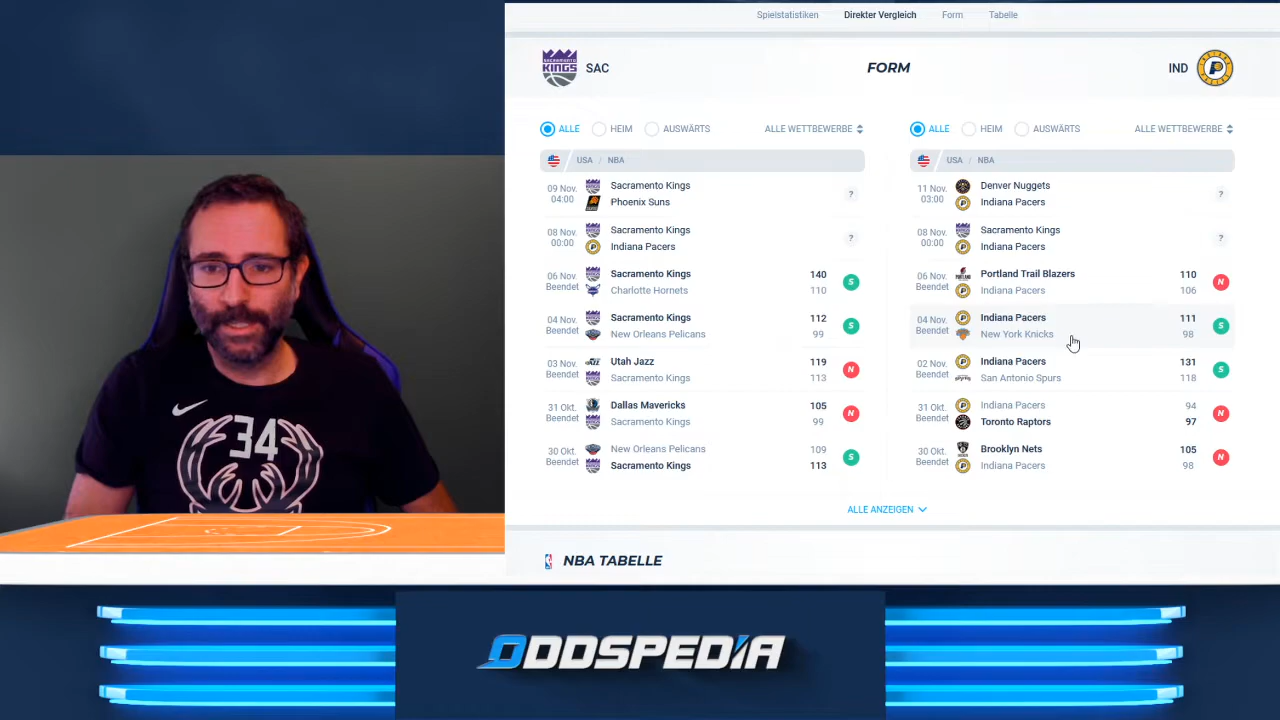 Spielstatistiken Direkter Vergleich Form Tabelle
SACRAMENTO KINGS SAC FORM IND
ALLE HEIM AUSWÄRTS ALLE WETTBEWERBE
USA / NBA
09 Nov. 04:00 Sacramento Kings ?
Phoenix Suns
08 Nov. 00:00 Sacramento Kings ?
Indiana Pacers
06 Nov. Beendet Sacramento Kings 140 S
Charlotte Hornets 110
04 Nov. Beendet Sacramento Kings 112 S
New Orleans Pelicans 99
03 Nov. Beendet Utah Jazz 119 N
Sacramento Kings 113
31 Okt. Beendet Dallas Mavericks 105 N
Sacramento Kings 99
30 Okt. Beendet New Orleans Pelicans 109 S
Sacramento Kings 113
ALLE HEIM AUSWÄRTS ALLE WETTBEWERBE
USA / NBA
11 Nov. 03:00 Denver Nuggets ?
Indiana Pacers
08 Nov. 00:00 Sacramento Kings ?
Indiana Pacers
06 Nov. Beendet Portland Trail Blazers 110 N
Indiana Pacers 106
04 Nov. Beendet Indiana Pacers 111 S
New York Knicks 98
02 Nov. Beendet Indiana Pacers 131 S
San Antonio Spurs 118
31 Okt. Beendet Indiana Pacers 94 N
Toronto Raptors 97
30 Okt. Beendet Brooklyn Nets 105 N
Indiana Pacers 98
ALLE ANZEIGEN
NBA TABELLE
34
ODDSPEDIA